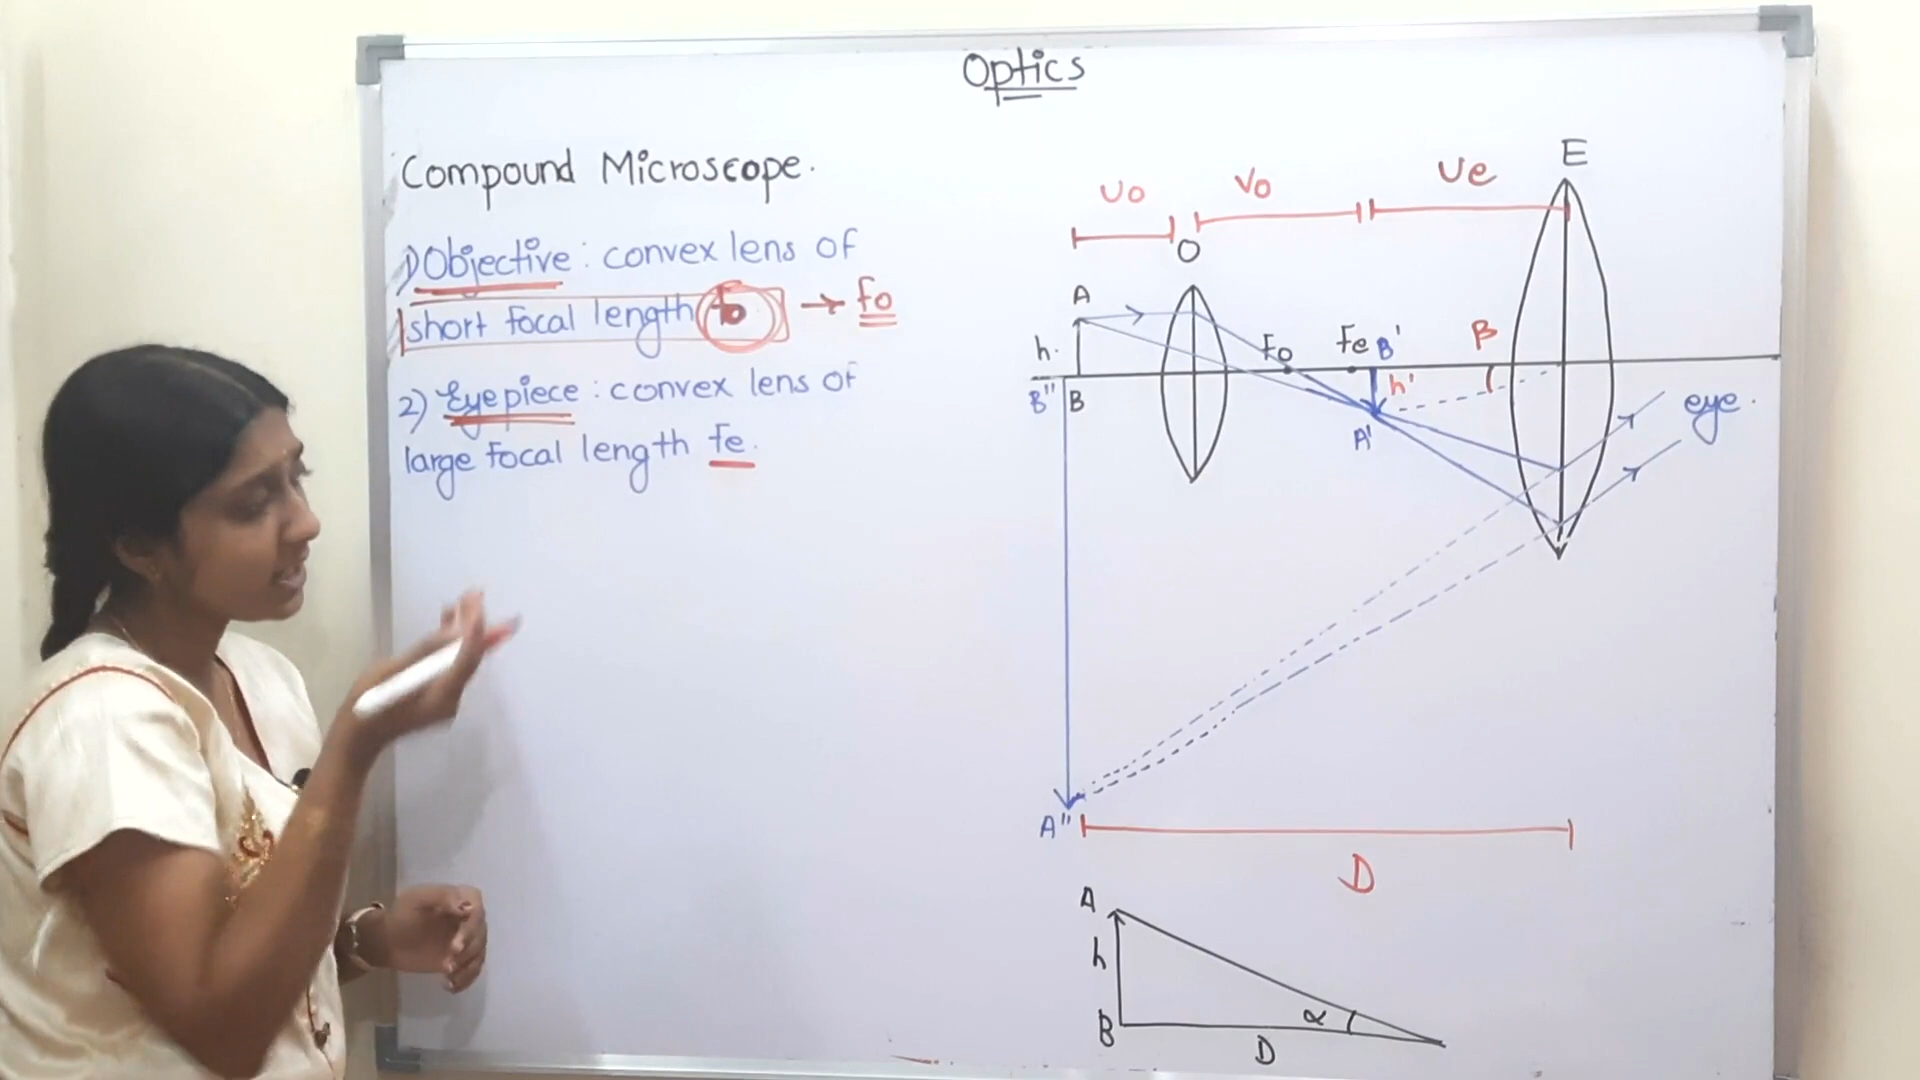 Optics
Compound Microscope.
1) Objective : convex lens of
short focal length fo → fo
2) Eyepiece : convex lens of
large focal length fe.
E
uo
vo
ue
O
A
h.
Fo
Fe
B'
β
h'
B''
B
A'
eye.
A''
D
A
h
B
α
D